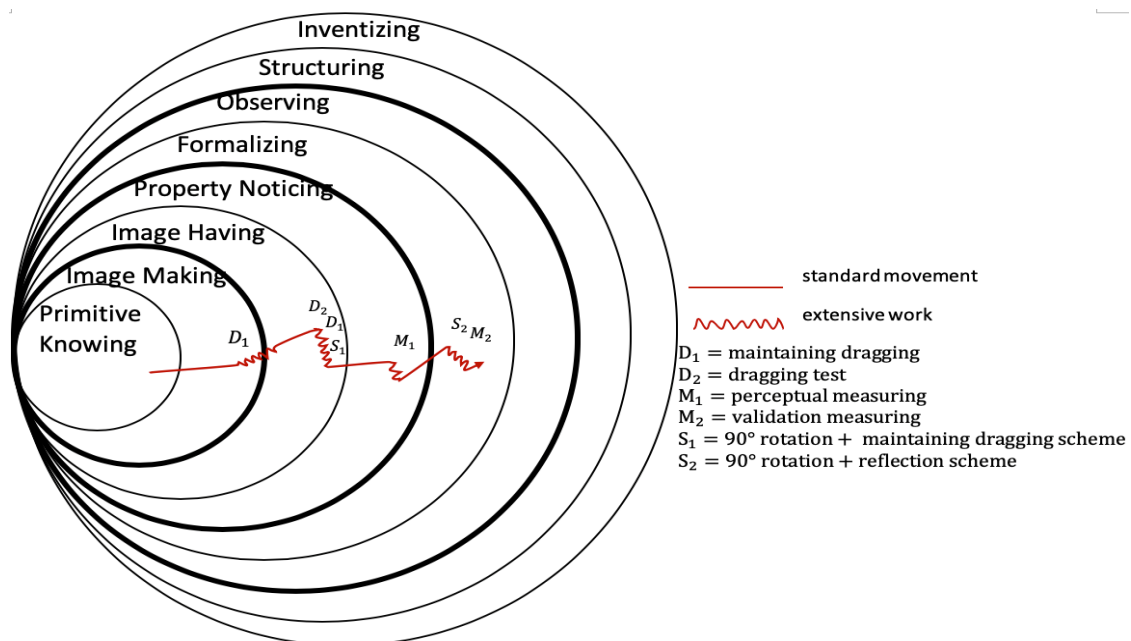 Inventizing
Structuring
Observing
Formalizing
Property Noticing
Image Having
Image Making
Primitive
Knowing
D₁
D₂
D₁
S₁
M₁
S₂ M₂
standard movement
extensive work
D₁ = maintaining dragging
D₂ = dragging test
M₁ = perceptual measuring
M₂ = validation measuring
S₁ = 90° rotation + maintaining dragging scheme
S₂ = 90° rotation + reflection scheme